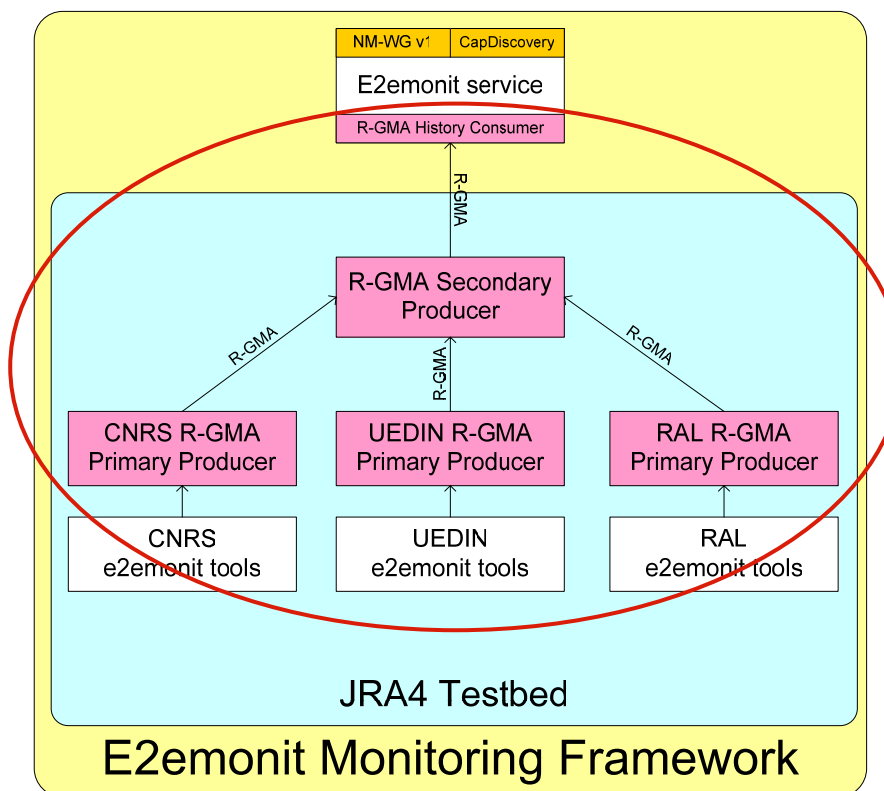 NM-WG v1
CapDiscovery
E2emonit service
R-GMA History Consumer
R-GMA
R-GMA Secondary
Producer
R-GMA
R-GMA
R-GMA
CNRS R-GMA
Primary Producer
UEDIN R-GMA
Primary Producer
RAL R-GMA
Primary Producer
CNRS
e2emonit tools
UEDIN
e2emonit tools
RAL
e2emonit tools
JRA4 Testbed
E2emonit Monitoring Framework